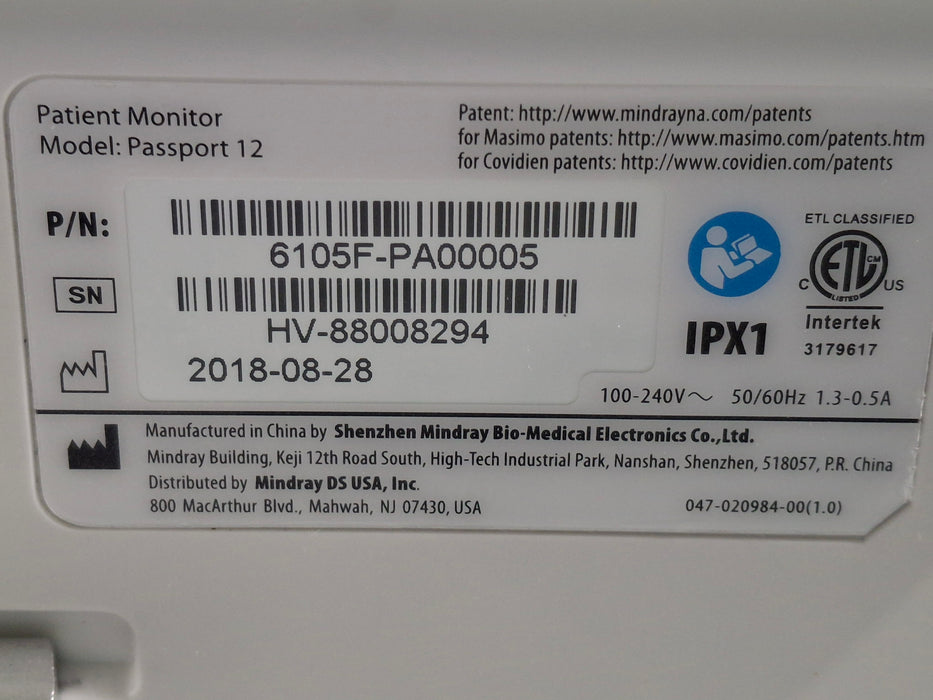 Patient Monitor
Model: Passport 12
Patent: http://www.mindrayna.com/patents
for Masimo patents: http://www.masimo.com/patents.htm
for Covidien patents: http://www.covidien.com/patents
P/N:
6105F-PA00005
SN
HV-88008294
2018-08-28
IPX1
ETL CLASSIFIED
ETL CM
C US
LISTED
Intertek
3179617
100-240V～ 50/60Hz 1.3-0.5A
Manufactured in China by Shenzhen Mindray Bio-Medical Electronics Co.,Ltd.
Mindray Building, Keji 12th Road South, High-Tech Industrial Park, Nanshan, Shenzhen, 518057, P.R. China
Distributed by Mindray DS USA, Inc.
800 MacArthur Blvd., Mahwah, NJ 07430, USA
047-020984-00(1.0)